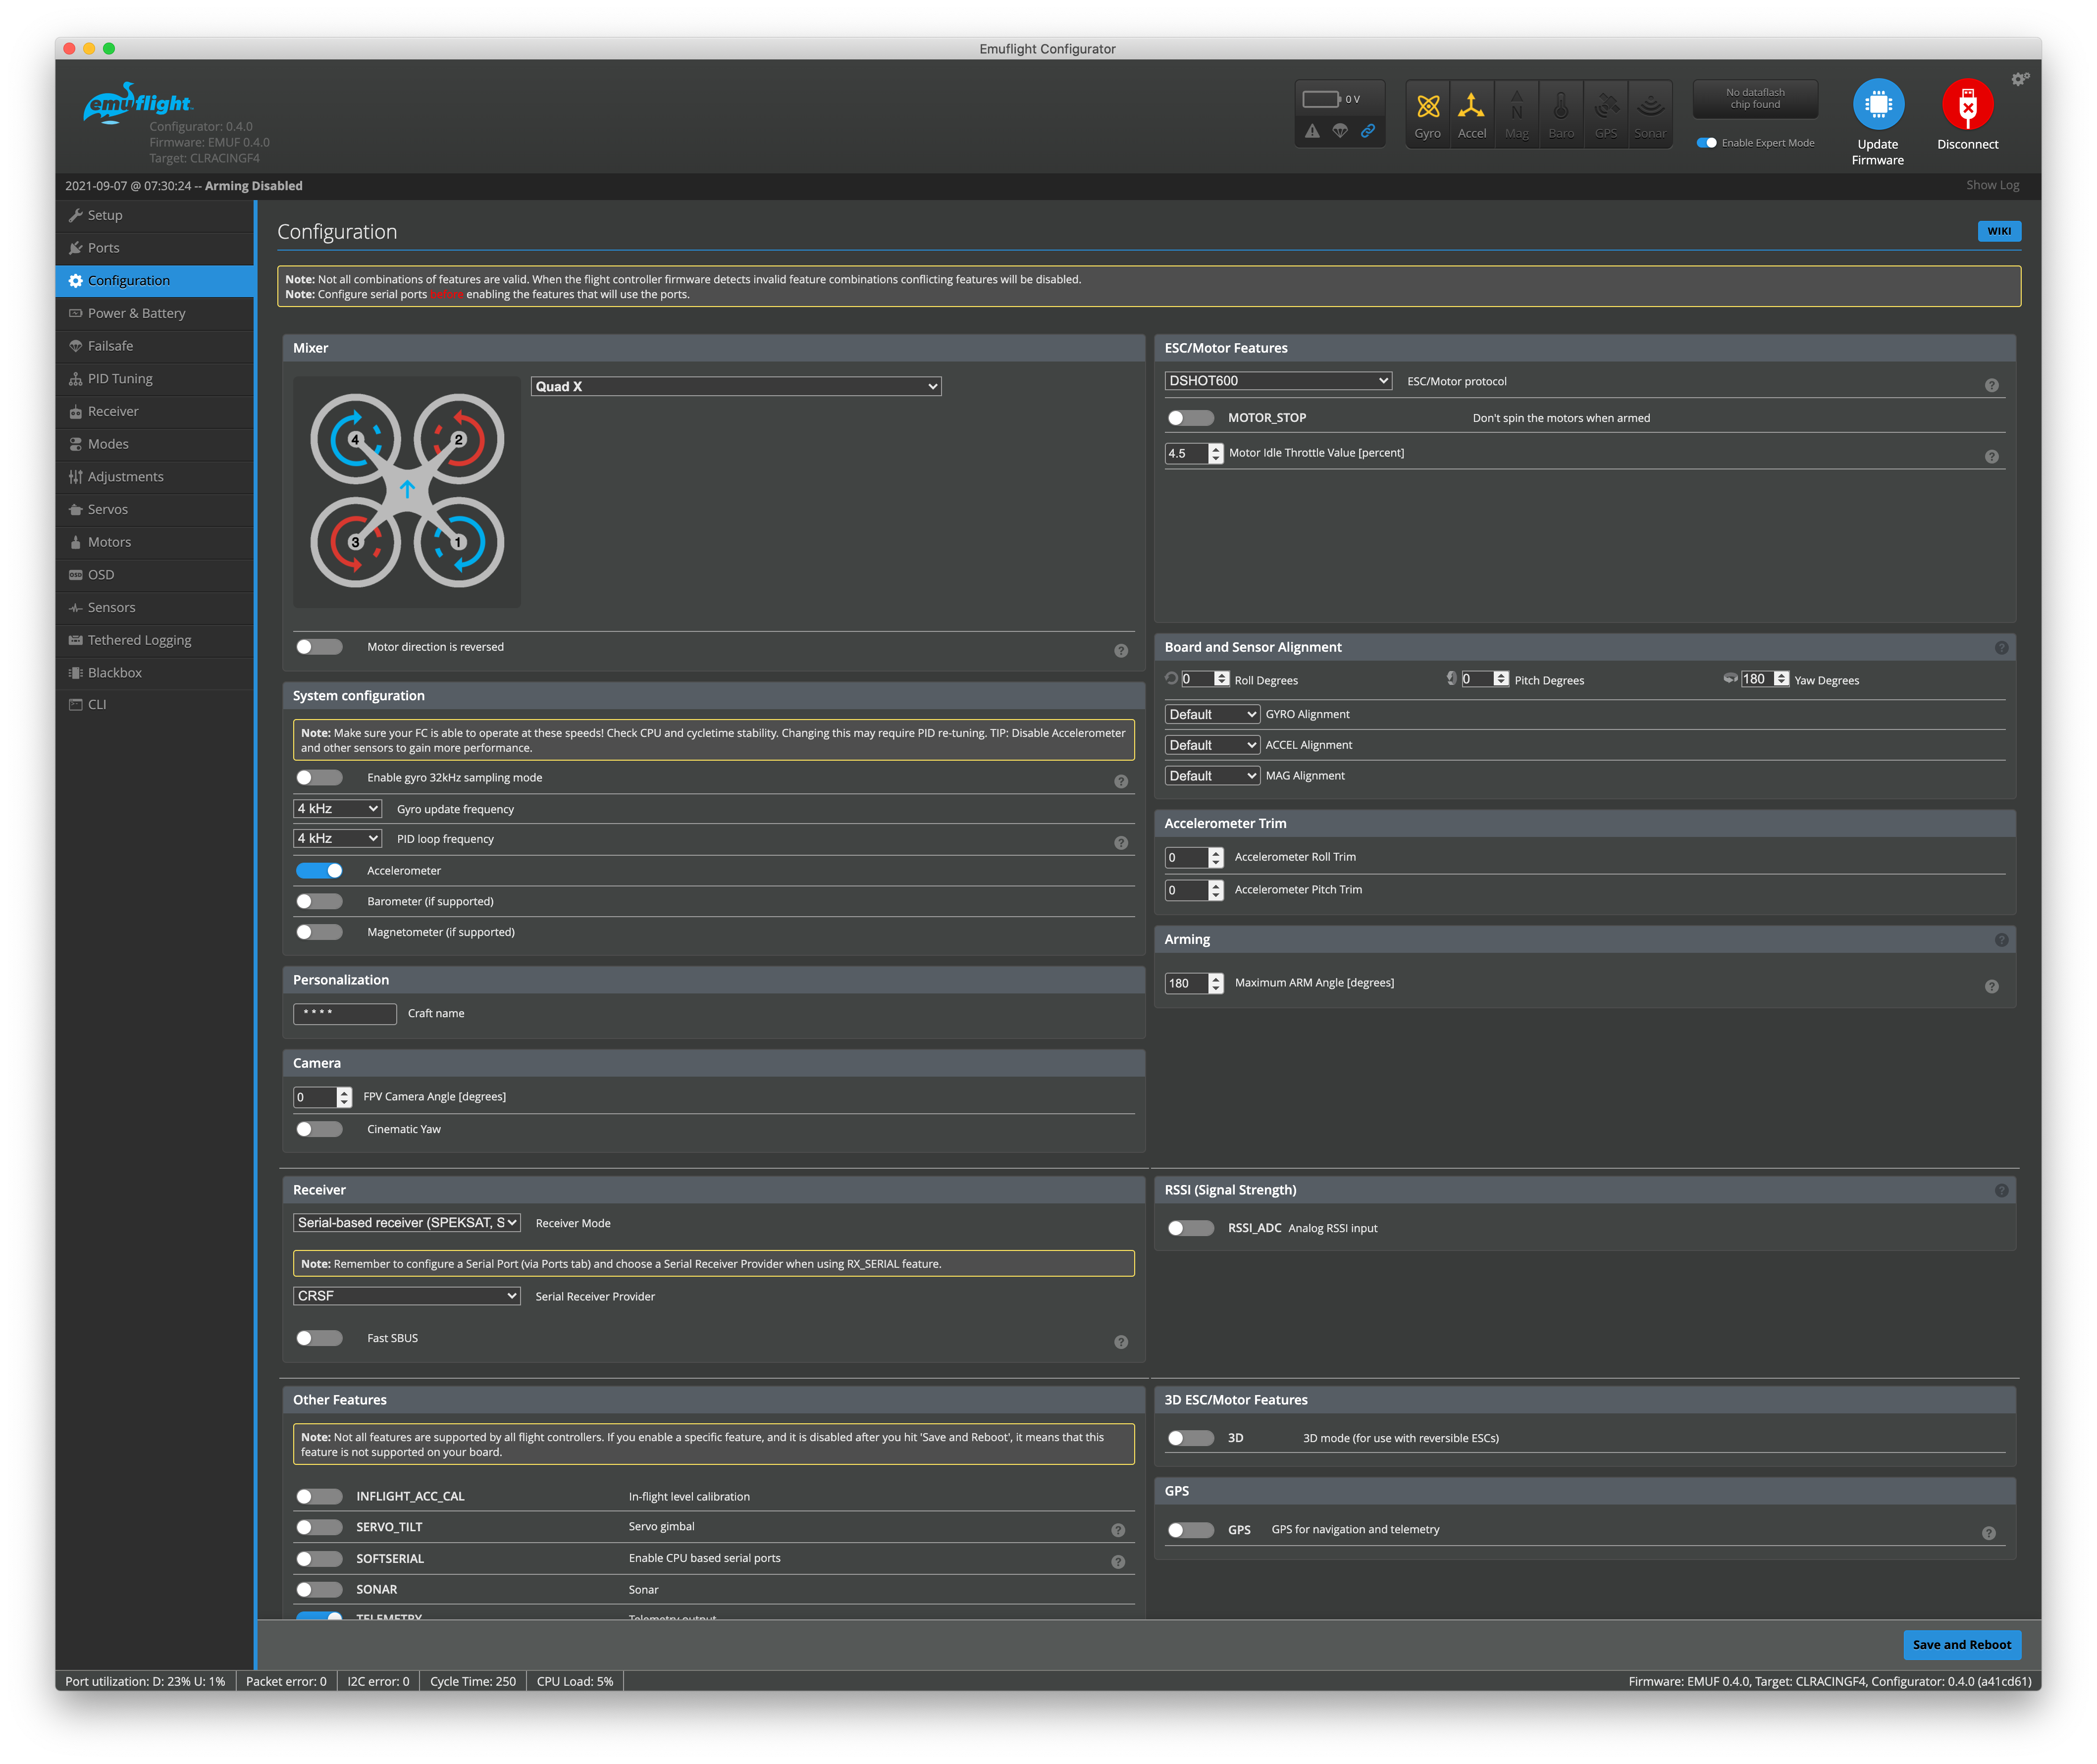 Emuflight Configurator
emuflight
Configurator: 0.4.0
Firmware: EMUF 0.4.0
Target: CLRACINGF4
0 V
Gyro
Accel
Mag
Baro
GPS
Sonar
No dataflash
chip found
Enable Expert Mode
Update
Firmware
Disconnect
2021-09-07 @ 07:30:24 -- Arming Disabled
Show Log
Setup
Ports
Configuration
Power & Battery
Failsafe
PID Tuning
Receiver
Modes
Adjustments
Servos
Motors
OSD
Sensors
Tethered Logging
Blackbox
CLI
Configuration
WIKI
Note: Not all combinations of features are valid. When the flight controller firmware detects invalid feature combinations conflicting features will be disabled.
Note: Configure serial ports before enabling the features that will use the ports.
Mixer
Quad X
4
2
3
1
Motor direction is reversed
System configuration
Note: Make sure your FC is able to operate at these speeds! Check CPU and cycletime stability. Changing this may require PID re-tuning. TIP: Disable Accelerometer
and other sensors to gain more performance.
Enable gyro 32kHz sampling mode
4 kHz Gyro update frequency
4 kHz PID loop frequency
Accelerometer
Barometer (if supported)
Magnetometer (if supported)
Personalization
**** Craft name
Camera
0 FPV Camera Angle [degrees]
Cinematic Yaw
ESC/Motor Features
DSHOT600 ESC/Motor protocol
MOTOR_STOP Don't spin the motors when armed
4.5 Motor Idle Throttle Value [percent]
Board and Sensor Alignment
0 Roll Degrees 0 Pitch Degrees 180 Yaw Degrees
Default GYRO Alignment
Default ACCEL Alignment
Default MAG Alignment
Accelerometer Trim
0 Accelerometer Roll Trim
0 Accelerometer Pitch Trim
Arming
180 Maximum ARM Angle [degrees]
Receiver
Serial-based receiver (SPEKSAT, S Receiver Mode
Note: Remember to configure a Serial Port (via Ports tab) and choose a Serial Receiver Provider when using RX_SERIAL feature.
CRSF Serial Receiver Provider
Fast SBUS
RSSI (Signal Strength)
RSSI_ADC Analog RSSI input
Other Features
Note: Not all features are supported by all flight controllers. If you enable a specific feature, and it is disabled after you hit 'Save and Reboot', it means that this
feature is not supported on your board.
INFLIGHT_ACC_CAL In-flight level calibration
SERVO_TILT Servo gimbal
SOFTSERIAL Enable CPU based serial ports
SONAR Sonar
TELEMETRY Telemetry output
3D ESC/Motor Features
3D 3D mode (for use with reversible ESCs)
GPS
GPS GPS for navigation and telemetry
Save and Reboot
Port utilization: D: 23% U: 1% Packet error: 0 I2C error: 0 Cycle Time: 250 CPU Load: 5%
Firmware: EMUF 0.4.0, Target: CLRACINGF4, Configurator: 0.4.0 (a41cd61)